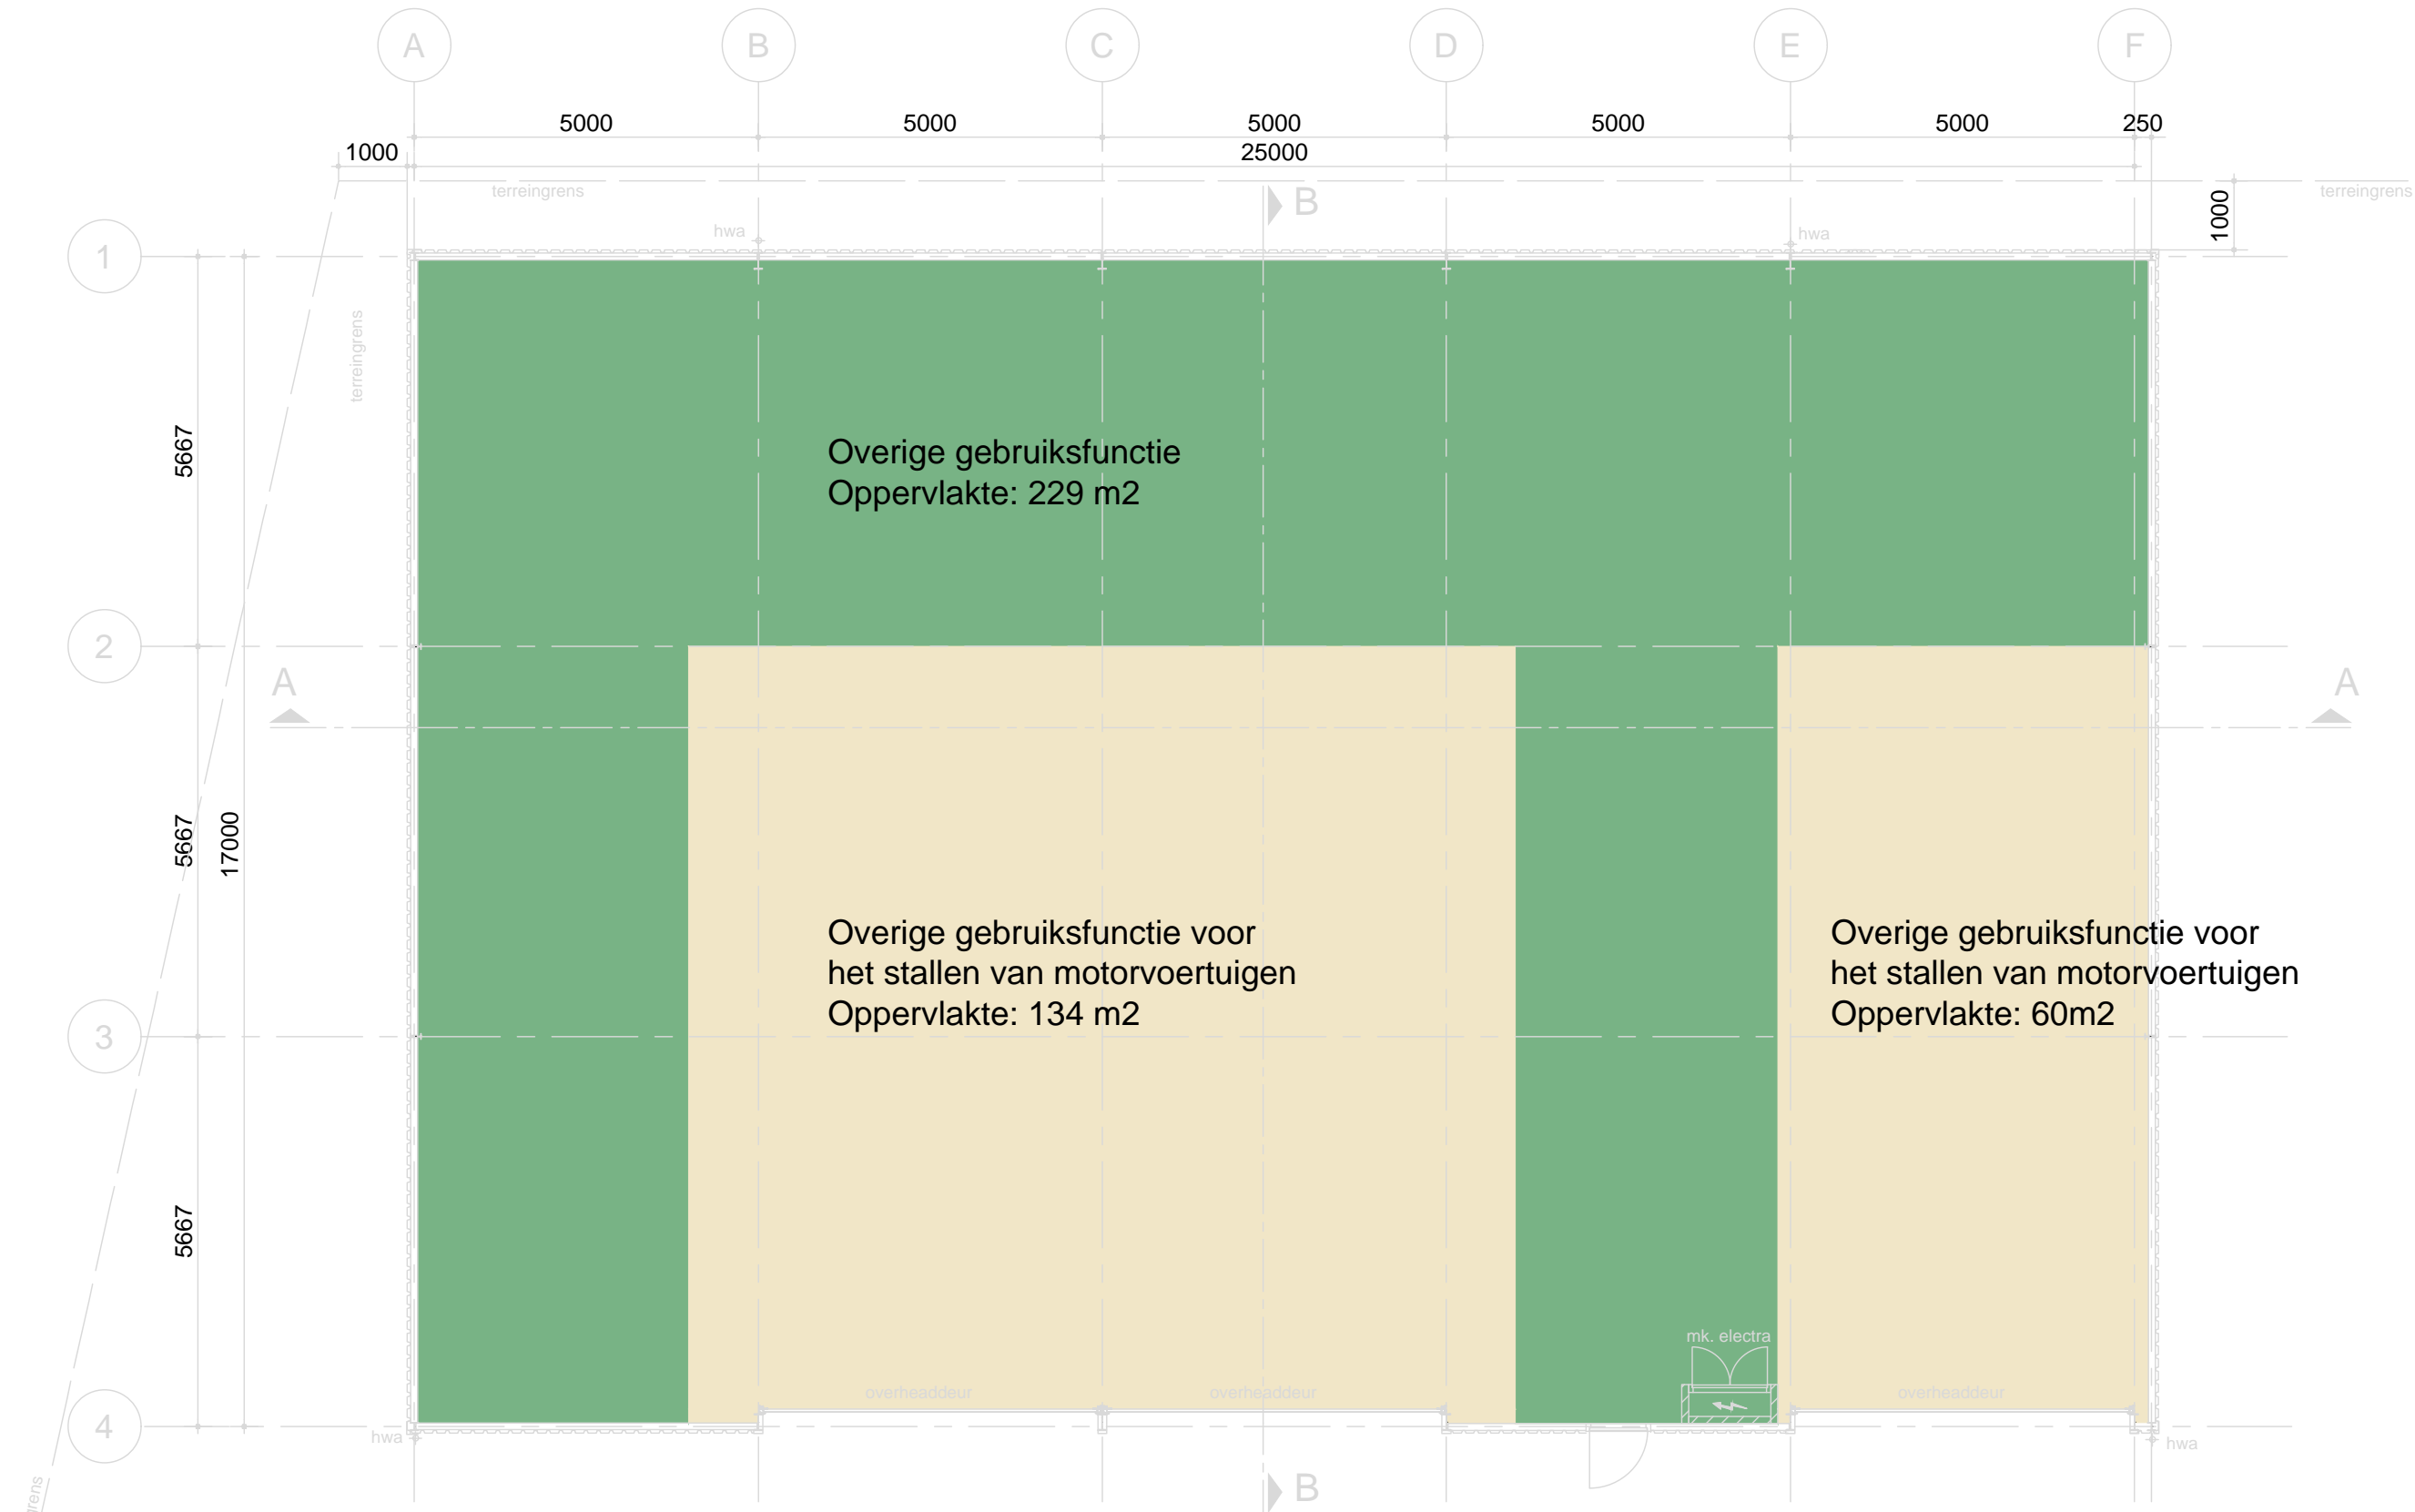 A B C D E F
5000 5000 5000 5000 5000 250
1000 25000
terreingrens terreingrens
B
1000
hwa hwa
1
terreingrens
5667
Overige gebruiksfunctie
Oppervlakte: 229 m2
2
A A
5667
17000
Overige gebruiksfunctie voor
het stallen van motorvoertuigen
Oppervlakte: 134 m2
Overige gebruiksfunctie voor
het stallen van motorvoertuigen
Oppervlakte: 60m2
3
5667
mk. electra
overheaddeur overheaddeur overheaddeur
4
hwa hwa
B